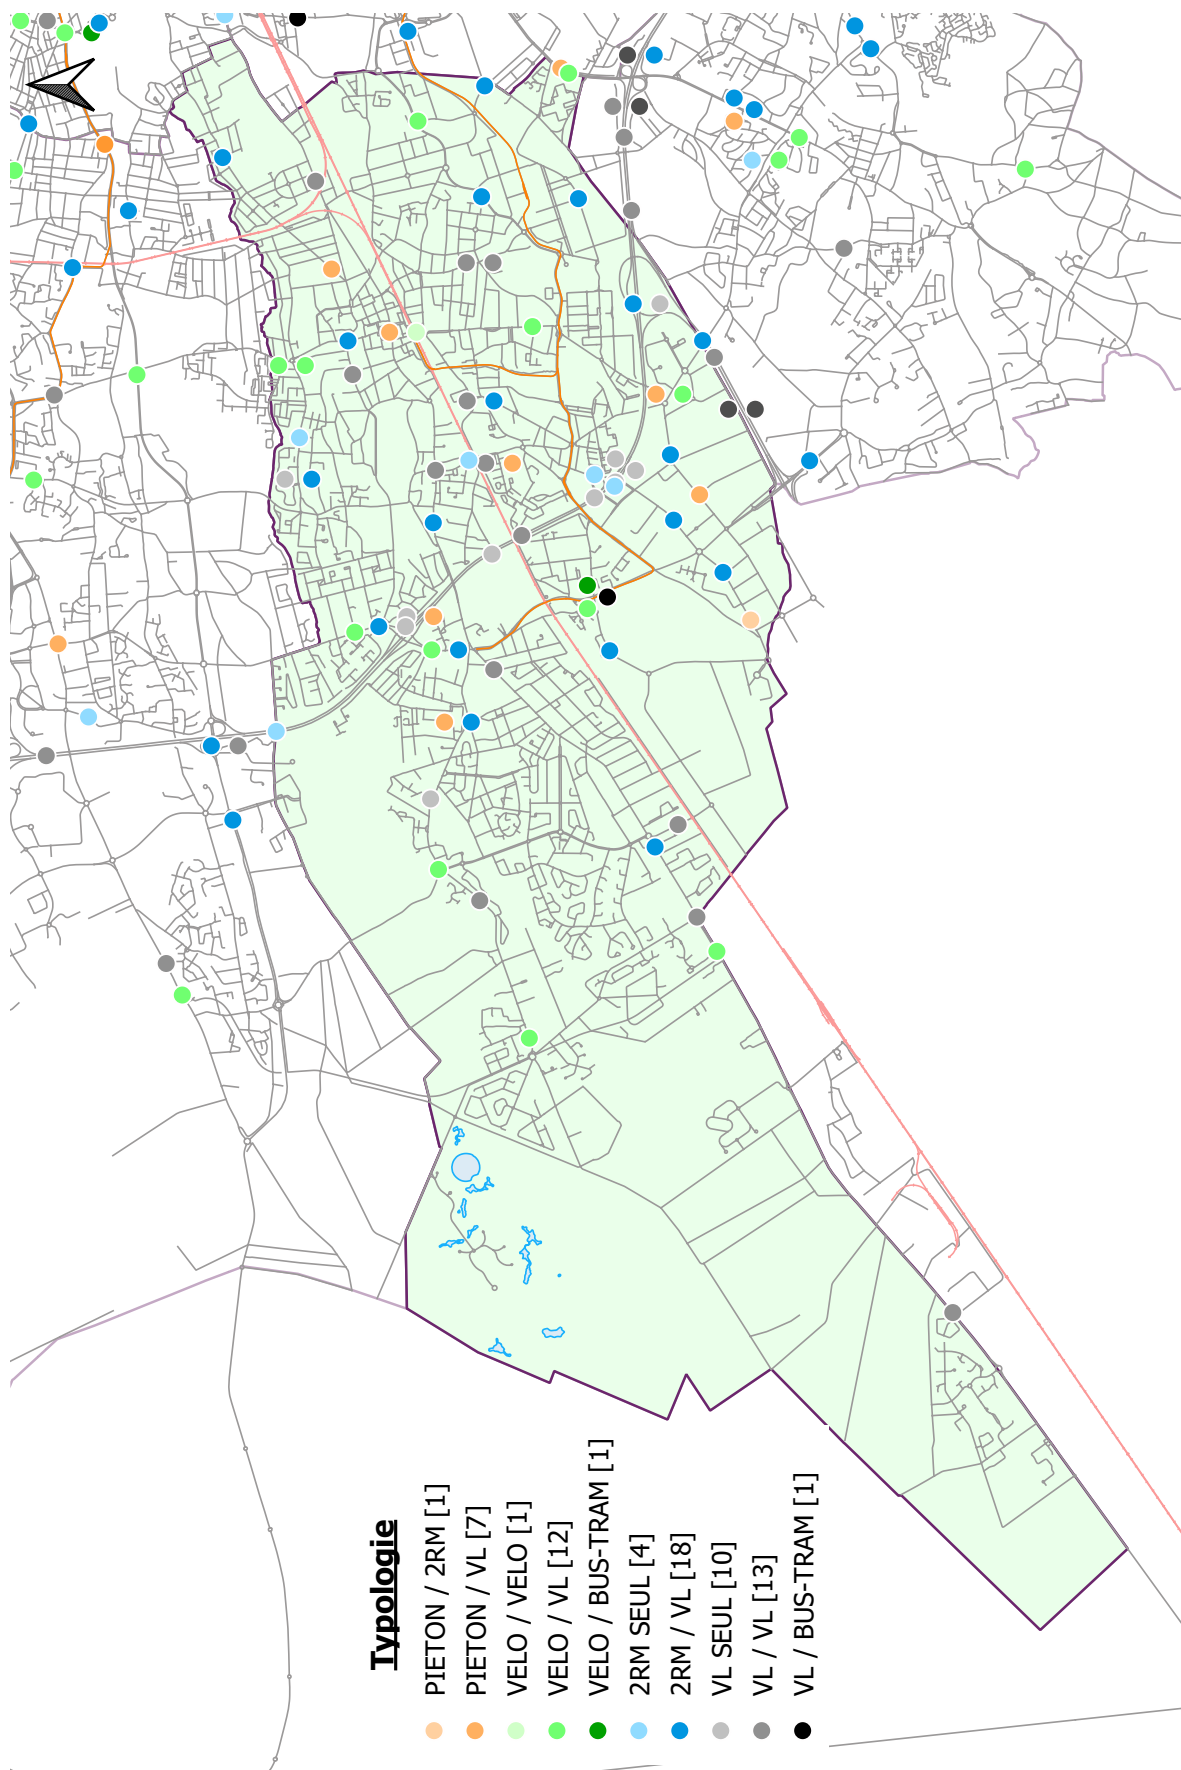 Typologie
PIETON / 2RM [1]
PIETON / VL [7]
VELO / VELO [1]
VELO / VL [12]
VELO / BUS-TRAM [1]
2RM SEUL [4]
2RM / VL [18]
VL SEUL [10]
VL / VL [13]
VL / BUS-TRAM [1]